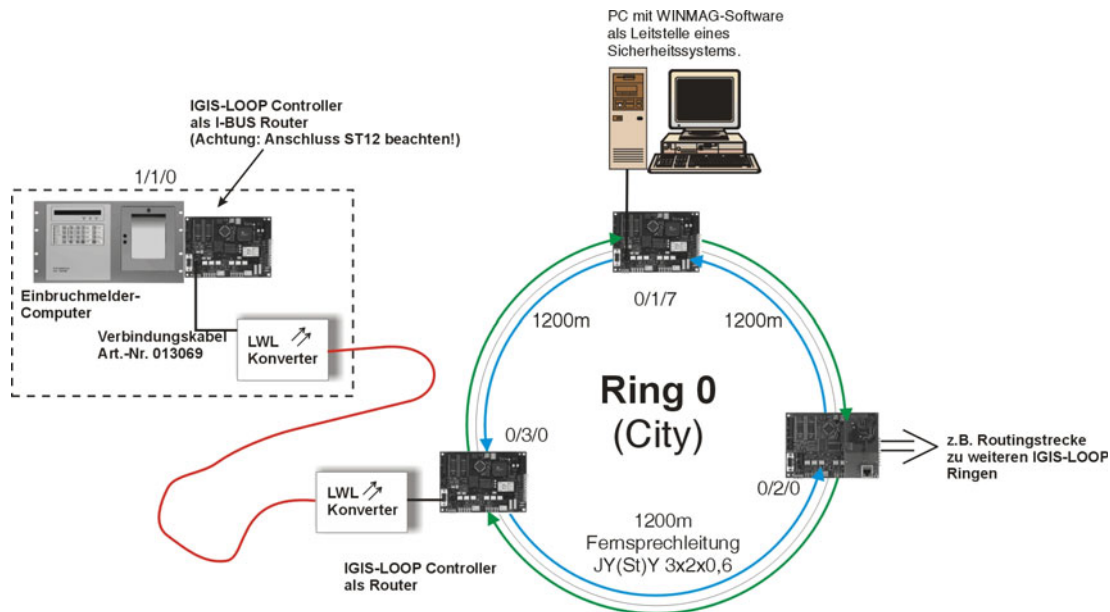 PC mit WINMAG-Software
als Leitstelle eines
Sicherheitssystems.
IGIS-LOOP Controller
als I-BUS Router
(Achtung: Anschluss ST12 beachten!)
1/1/0
Einbruchmelder-
Computer
Verbindungskabel
Art.-Nr. 013069
LWL
Konverter
0/1/7
1200m
1200m
Ring 0
(City)
0/3/0
0/2/0
z.B. Routingstrecke
zu weiteren IGIS-LOOP
Ringen
LWL
Konverter
1200m
Fernsprechleitung
JY(St)Y 3x2x0,6
IGIS-LOOP Controller
als Router